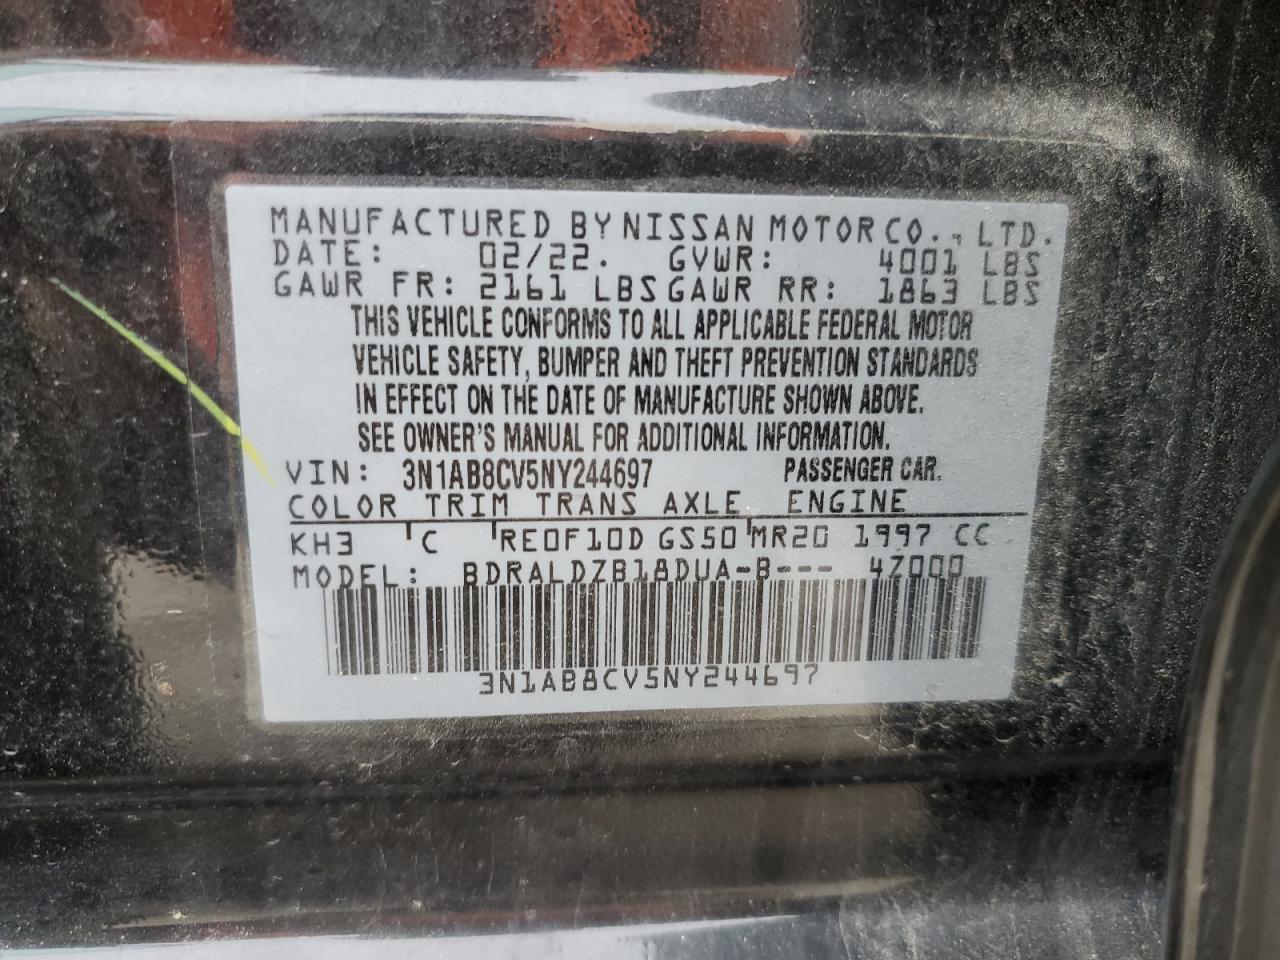 MANUFACTURED BY NISSAN MOTOR CO., LTD.
DATE: 02/22. GVWR: 4001 LBS
GAWR FR: 2161 LBS GAWR RR: 1863 LBS
THIS VEHICLE CONFORMS TO ALL APPLICABLE FEDERAL MOTOR
VEHICLE SAFETY, BUMPER AND THEFT PREVENTION STANDARDS
IN EFFECT ON THE DATE OF MANUFACTURE SHOWN ABOVE.
SEE OWNER'S MANUAL FOR ADDITIONAL INFORMATION.
VIN: 3N1AB8CV5NY244697 PASSENGER CAR.
COLOR TRIM TRANS AXLE ENGINE
KH3 C RE0F10D GS50 MR20 1997 CC
MODEL: BDRALDZB18DUA-B--- 4Z000
3N1AB8CV5NY244697